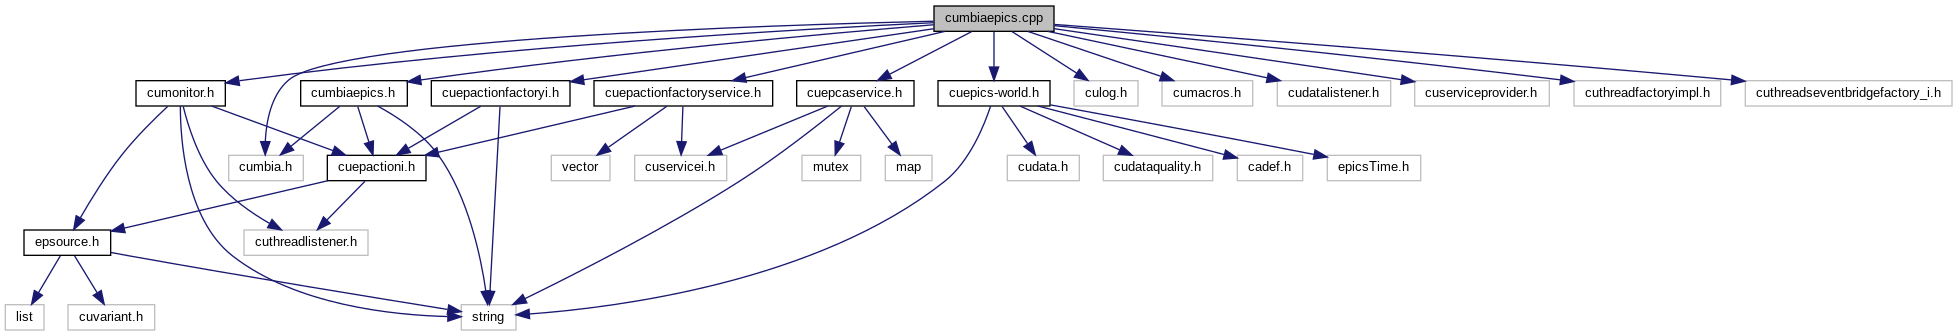 cumbiaepics.cpp
cumonitor.h
cumbiaepics.h
cuepactionfactoryi.h
cuepactionfactoryservice.h
cuepcaservice.h
cuepics-world.h
culog.h
cumacros.h
cudatalistener.h
cuserviceprovider.h
cuthreadfactoryimpl.h
cuthreadseventbridgefactory_i.h
cumbia.h
cuepactioni.h
vector
cuservicei.h
mutex
map
cudata.h
cudataquality.h
cadef.h
epicsTime.h
epsource.h
cuthreadlistener.h
list
cuvariant.h
string